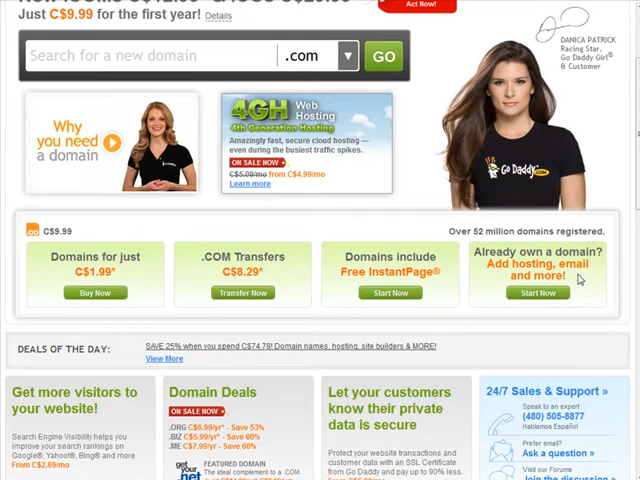 Just C$9.99 for the first year! Details
Act Now!
DANICA PATRICK
Racing Star,
Go Daddy Girl®
& Customer
Search for a new domain
.com
GO
Why
you need
a domain
4GH Web
Hosting
4th Generation Hosting
Amazingly fast, secure cloud hosting —
even during the busiest traffic spikes.
ON SALE NOW
C$5.09/mo from C$4.99/mo
Learn more
Go Daddy.COM
.CO C$9.99
Over 52 million domains registered.
Domains for just
C$1.99*
Buy Now
.COM Transfers
C$8.29*
Transfer Now
Domains include
Free InstantPage®
Start Now
Already own a domain?
Add hosting, email
and more!
Start Now
DEALS OF THE DAY:
SAVE 25% when you spend C$74.78! Domain names, hosting, site builders & MORE!
View More
Get more visitors to
your website!
Search Engine Visibility helps you
improve your search rankings on
Google®, Yahoo!®, Bing® and more.
From C$2.69/mo
Domain Deals
ON SALE NOW
.ORG C$6.99/yr* - Save 53%
.BIZ C$5.99/yr* - Save 60%
.ME C$7.99/yr* - Save 60%
get your .net
FEATURED DOMAIN
The ideal complement to a .COM.
Let your customers
know their private
data is secure
Protect your website transactions and
customer data with an SSL Certificate
from Go Daddy and pay up to 90% less.
24/7 Sales & Support »
Speak to an expert
(480) 505-8877
Hablamos Español
Prefer email?
Ask a question »
Visit our Forums
Join the discussion »